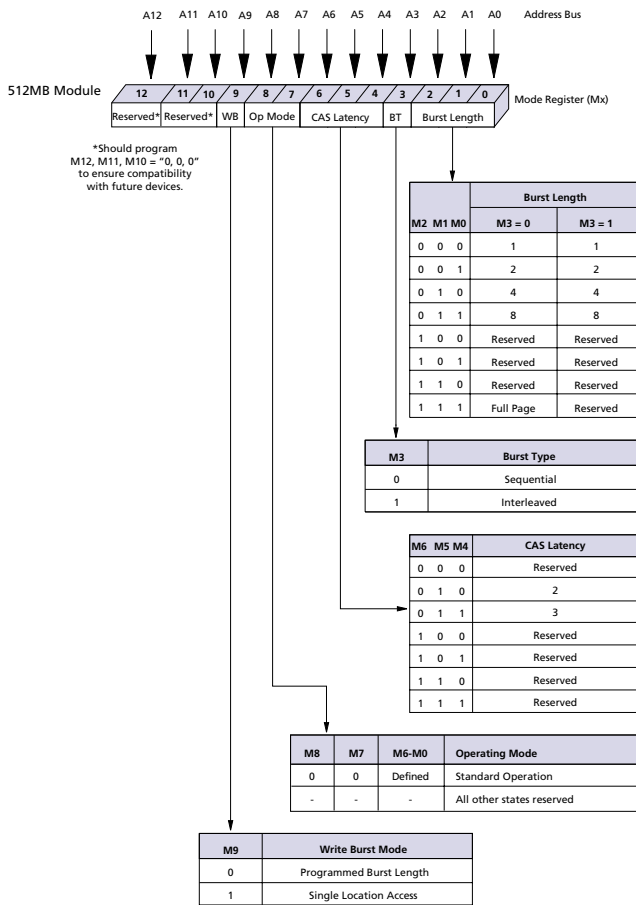 A12 A11 A10 A9 A8 A7 A6 A5 A4 A3 A2 A1 A0 Address Bus
512MB Module
12 11 10 9 8 7 6 5 4 3 2 1 0
Mode Register (Mx)
Reserved* Reserved* WB Op Mode CAS Latency BT Burst Length
*Should program
M12, M11, M10 = “0, 0, 0”
to ensure compatibility
with future devices.
Burst Length
M2 M1 M0 M3 = 0 M3 = 1
0 0 0 1 1
0 0 1 2 2
0 1 0 4 4
0 1 1 8 8
1 0 0 Reserved Reserved
1 0 1 Reserved Reserved
1 1 0 Reserved Reserved
1 1 1 Full Page Reserved
M3 Burst Type
0 Sequential
1 Interleaved
M6 M5 M4 CAS Latency
0 0 0 Reserved
0 1 0 2
0 1 1 3
1 0 0 Reserved
1 0 1 Reserved
1 1 0 Reserved
1 1 1 Reserved
M8 M7 M6-M0 Operating Mode
0 0 Defined Standard Operation
- - - All other states reserved
M9 Write Burst Mode
0 Programmed Burst Length
1 Single Location Access